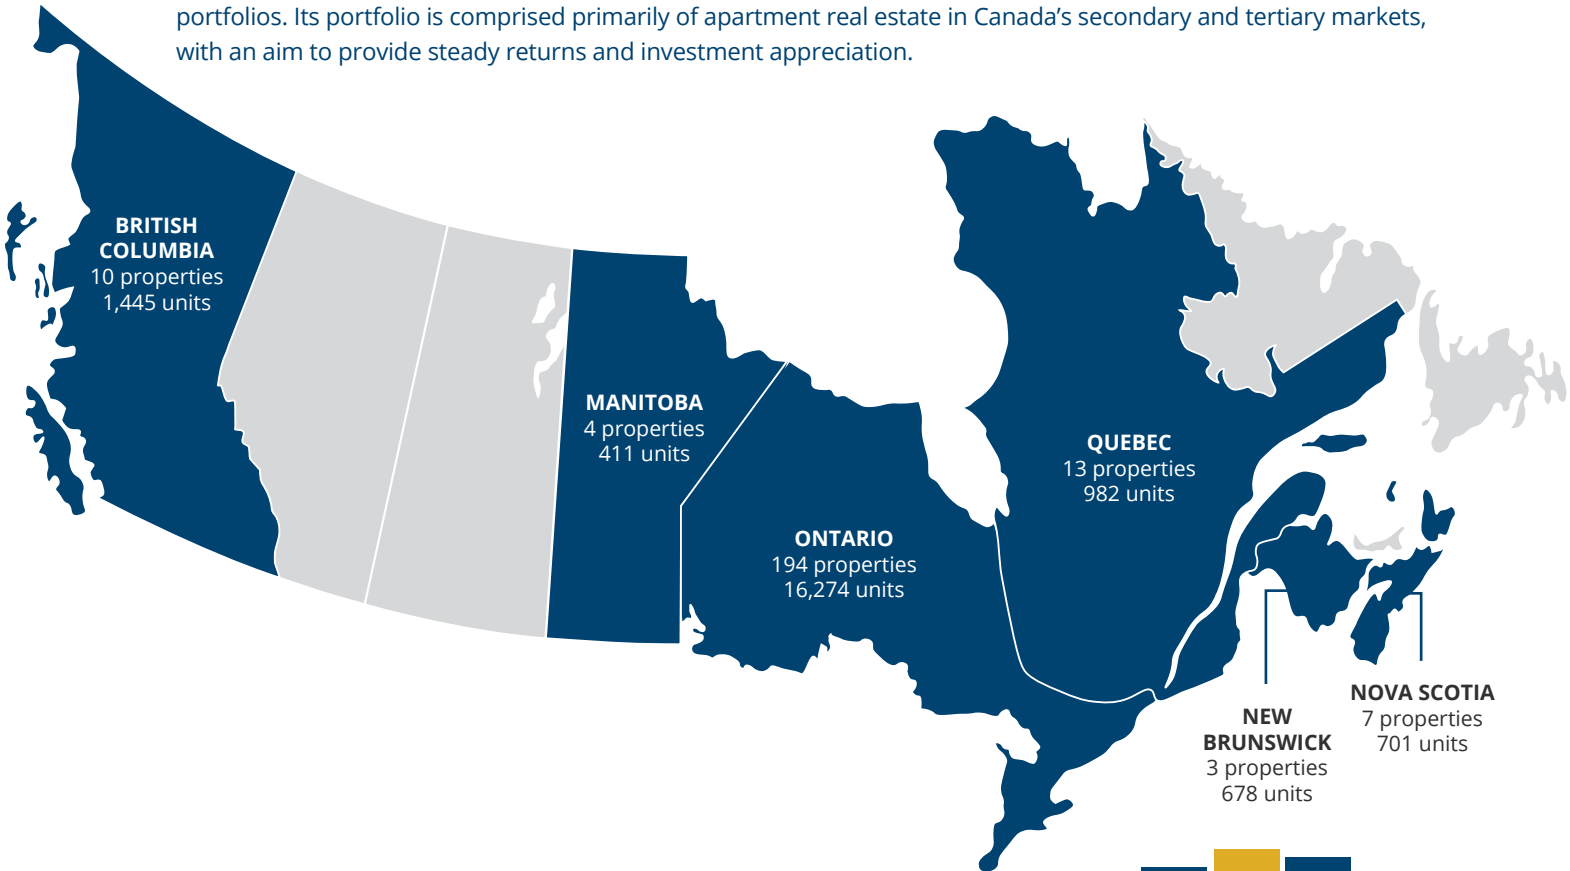 portfolios. Its portfolio is comprised primarily of apartment real estate in Canada’s secondary and tertiary markets,
with an aim to provide steady returns and investment appreciation.
BRITISH
COLUMBIA
10 properties
1,445 units
MANITOBA
4 properties
411 units
ONTARIO
194 properties
16,274 units
QUEBEC
13 properties
982 units
NEW
BRUNSWICK
3 properties
678 units
NOVA SCOTIA
7 properties
701 units